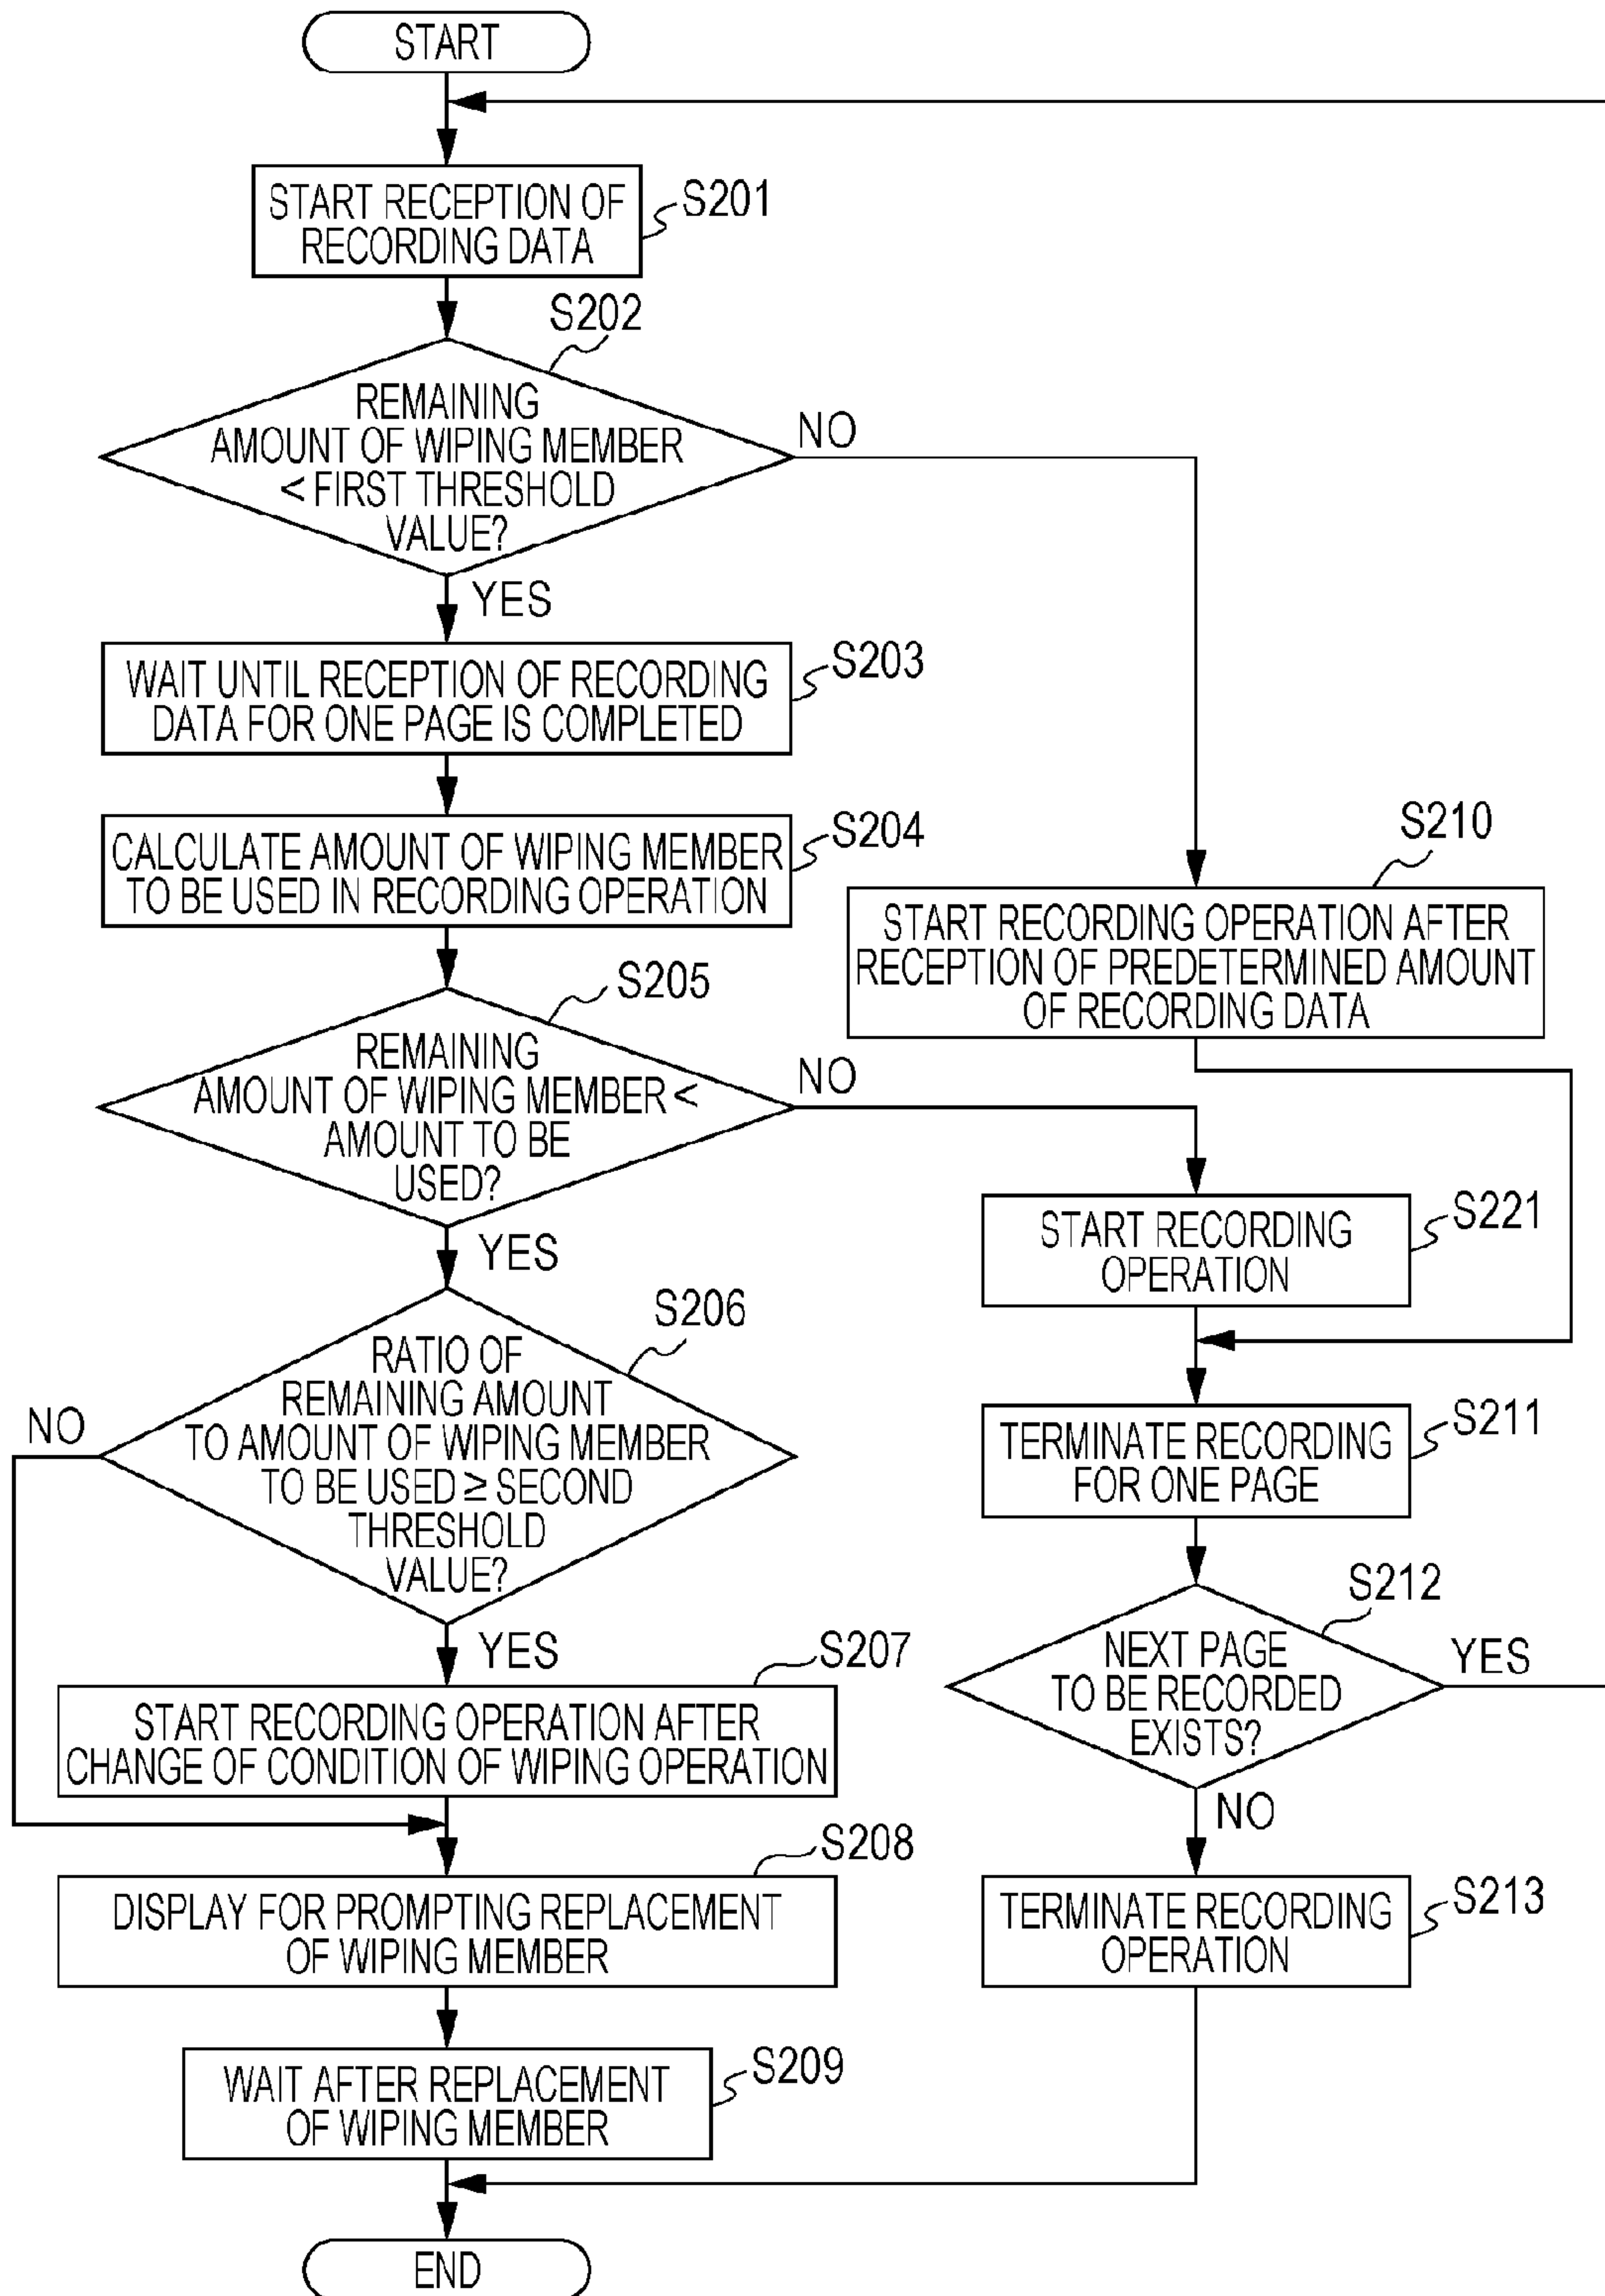 START
START RECEPTION OF
RECORDING DATA
S201
S202
REMAINING
AMOUNT OF WIPING MEMBER
< FIRST THRESHOLD
VALUE?
NO
YES
WAIT UNTIL RECEPTION OF RECORDING
DATA FOR ONE PAGE IS COMPLETED
S203
CALCULATE AMOUNT OF WIPING MEMBER
TO BE USED IN RECORDING OPERATION
S204
S210
START RECORDING OPERATION AFTER
RECEPTION OF PREDETERMINED AMOUNT
OF RECORDING DATA
S205
REMAINING
AMOUNT OF WIPING MEMBER <
AMOUNT TO BE
USED?
NO
YES
START RECORDING
OPERATION
S221
S206
RATIO OF
REMAINING AMOUNT
TO AMOUNT OF WIPING MEMBER
TO BE USED ≥ SECOND
THRESHOLD
VALUE?
NO
YES
TERMINATE RECORDING
FOR ONE PAGE
S211
S212
NEXT PAGE
TO BE RECORDED
EXISTS?
YES
NO
S207
START RECORDING OPERATION AFTER
CHANGE OF CONDITION OF WIPING OPERATION
S208
DISPLAY FOR PROMPTING REPLACEMENT
OF WIPING MEMBER
TERMINATE RECORDING
OPERATION
S213
WAIT AFTER REPLACEMENT
OF WIPING MEMBER
S209
END